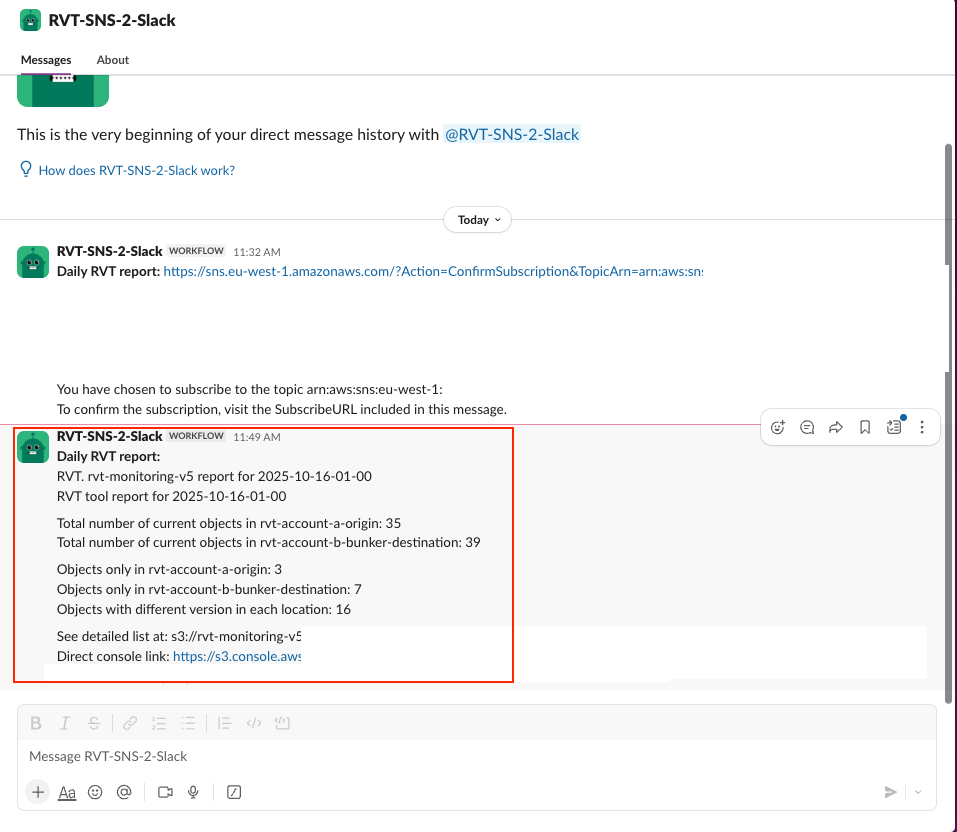 RVT-SNS-2-Slack
Messages About
This is the very beginning of your direct message history with @RVT-SNS-2-Slack
How does RVT-SNS-2-Slack work?
Today
RVT-SNS-2-Slack WORKFLOW 11:32 AM
Daily RVT report: https://sns.eu-west-1.amazonaws.com/?Action=ConfirmSubscription&TopicArn=arn:aws:sns
You have chosen to subscribe to the topic arn:aws:sns:eu-west-1:
To confirm the subscription, visit the SubscribeURL included in this message.
RVT-SNS-2-Slack WORKFLOW 11:49 AM
Daily RVT report:
RVT. rvt-monitoring-v5 report for 2025-10-16-01-00
RVT tool report for 2025-10-16-01-00
Total number of current objects in rvt-account-a-origin: 35
Total number of current objects in rvt-account-b-bunker-destination: 39
Objects only in rvt-account-a-origin: 3
Objects only in rvt-account-b-bunker-destination: 7
Objects with different version in each location: 16
See detailed list at: s3://rvt-monitoring-v5
Direct console link: https://s3.console.aws
Message RVT-SNS-2-Slack
Aa